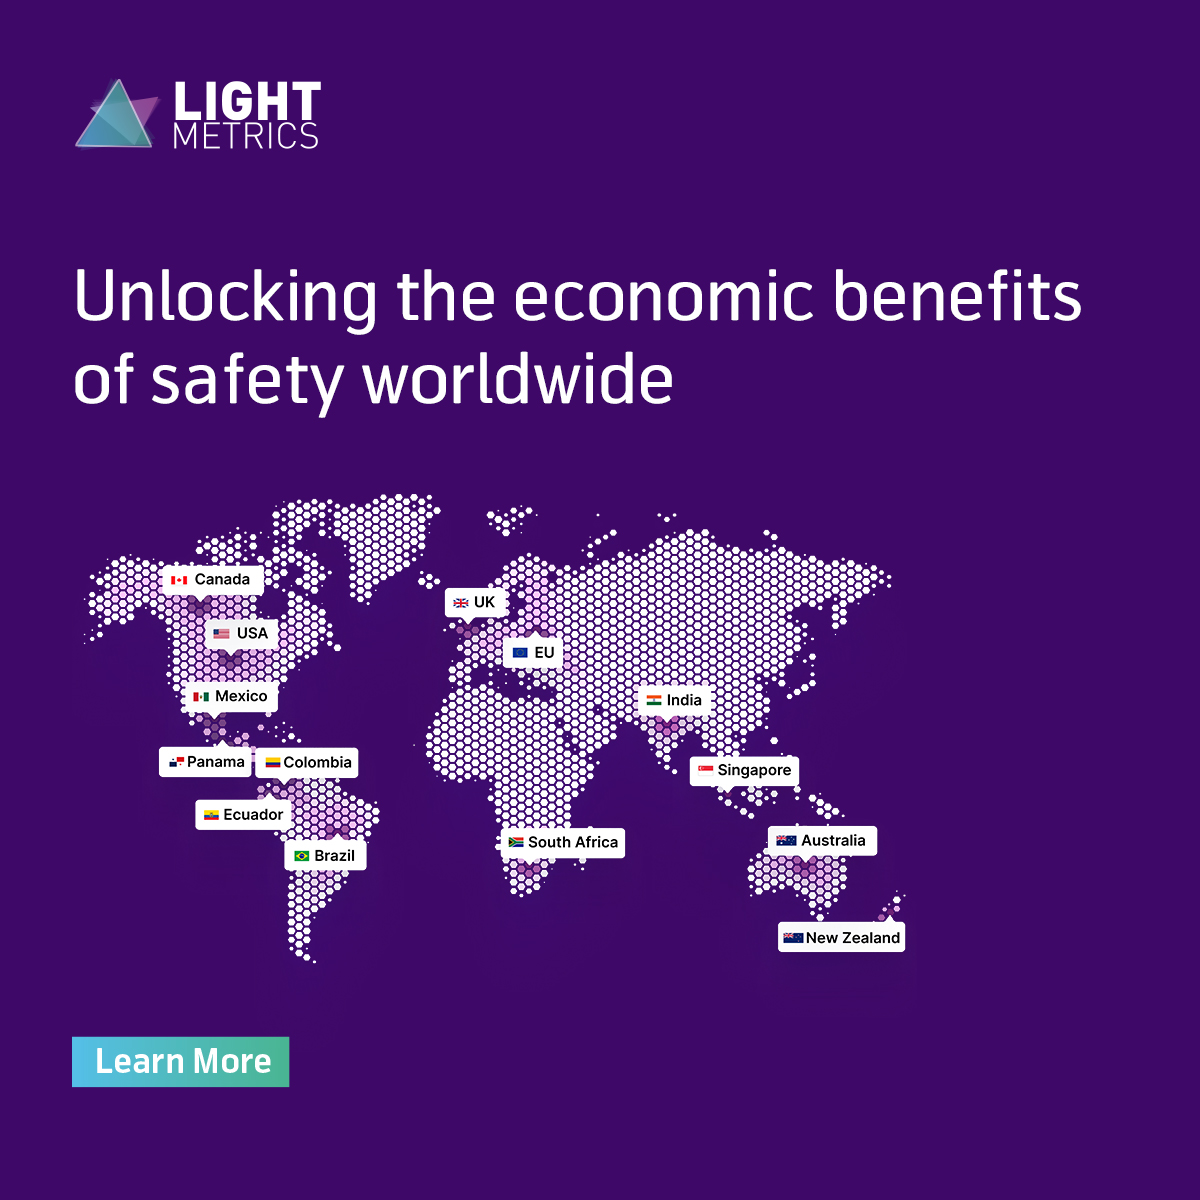 LIGHT
METRICS
Unlocking the economic benefits
of safety worldwide
Canada
UK
USA
EU
Mexico
India
Panama
Colombia
Singapore
Ecuador
South Africa
Australia
Brazil
New Zealand
Learn More